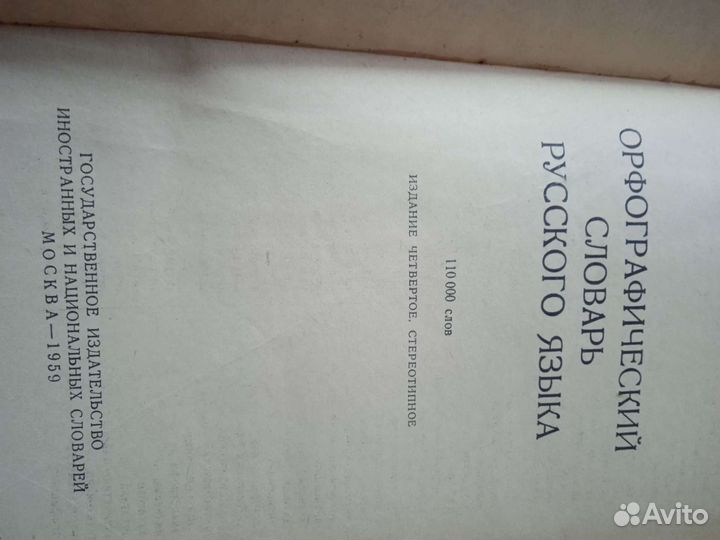 ОРФОГРАФИЧЕСКИЙ
СЛОВАРЬ
РУССКОГО ЯЗЫКА
110 000 слов
ИЗДАНИЕ ЧЕТВЕРТОЕ, СТЕРЕОТИПНОЕ
ГОСУДАРСТВЕННОЕ ИЗДАТЕЛЬСТВО
ИНОСТРАННЫХ И НАЦИОНАЛЬНЫХ СЛОВАРЕЙ
МОСКВА—1959
Avito